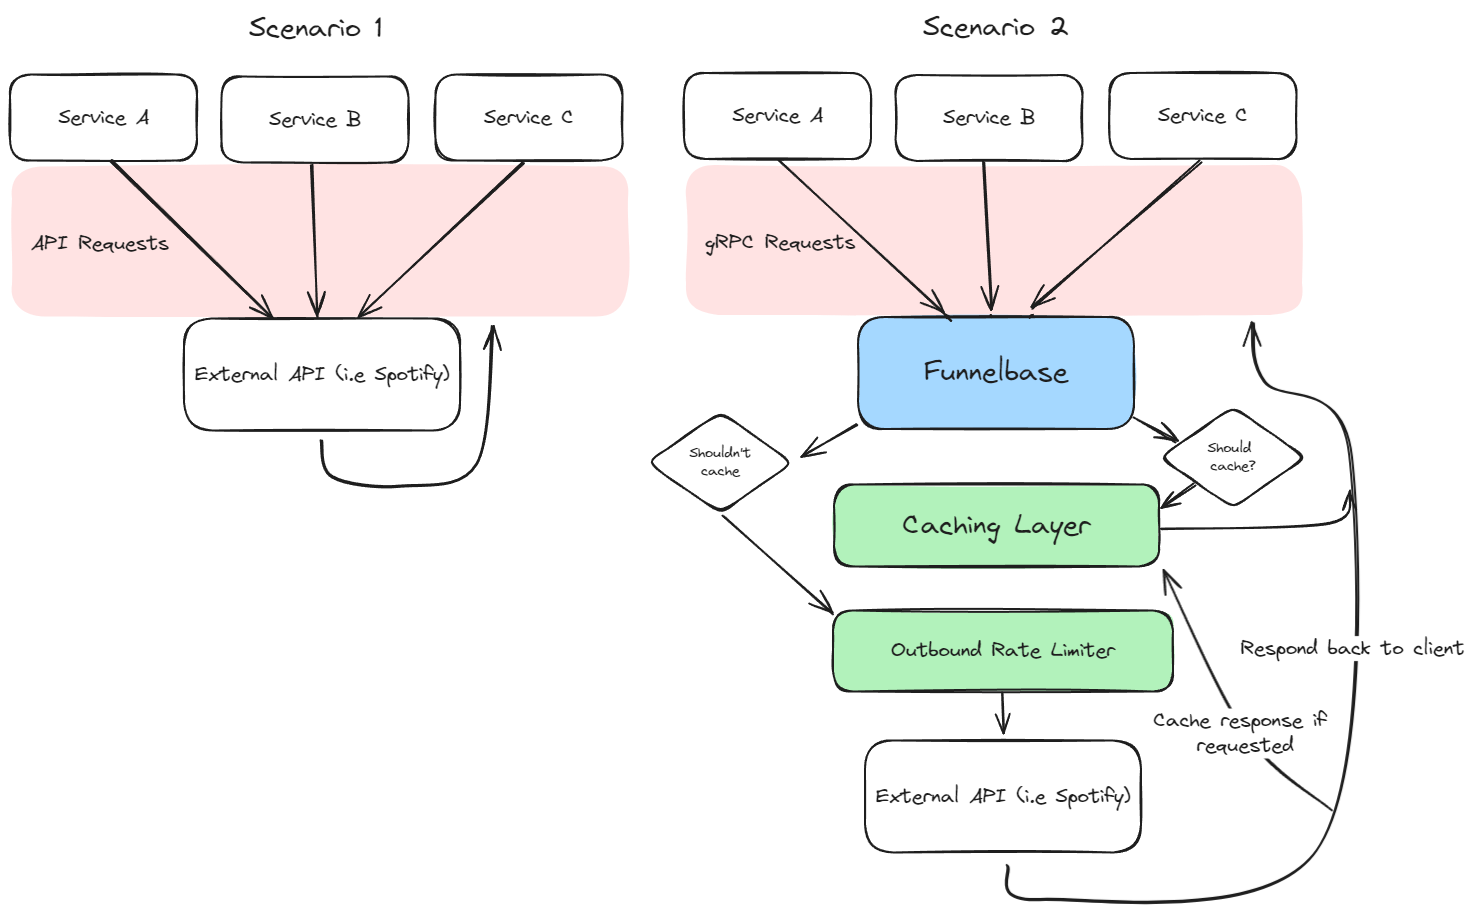 Scenario 1
Service A
Service B
Service C
API Requests
External API (i.e Spotify)
Scenario 2
Service A
Service B
Service C
gRPC Requests
Funnelbase
Shouldn't
cache
Should
cache?
Caching Layer
Outbound Rate Limiter
Respond back to client
Cache response if
requested
External API (i.e Spotify)